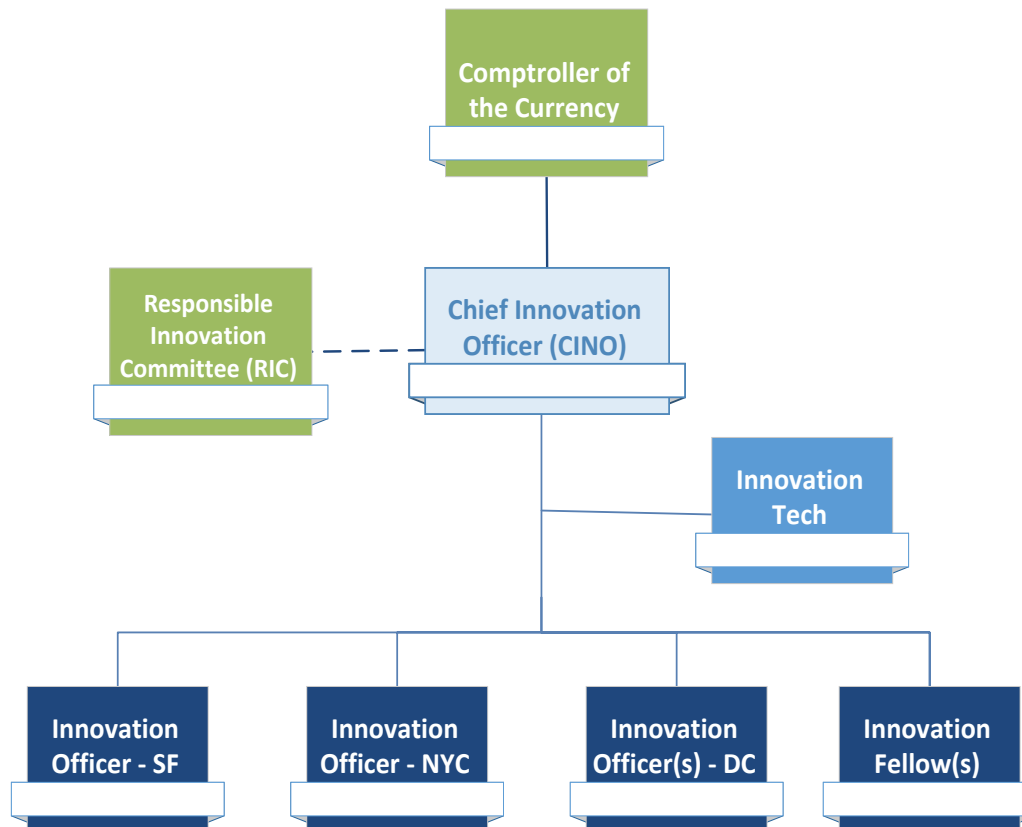 Comptroller of
the Currency
Responsible
Innovation
Committee (RIC)
Chief Innovation
Officer (CINO)
Innovation
Tech
Innovation
Officer - SF
Innovation
Officer - NYC
Innovation
Officer(s) - DC
Innovation
Fellow(s)